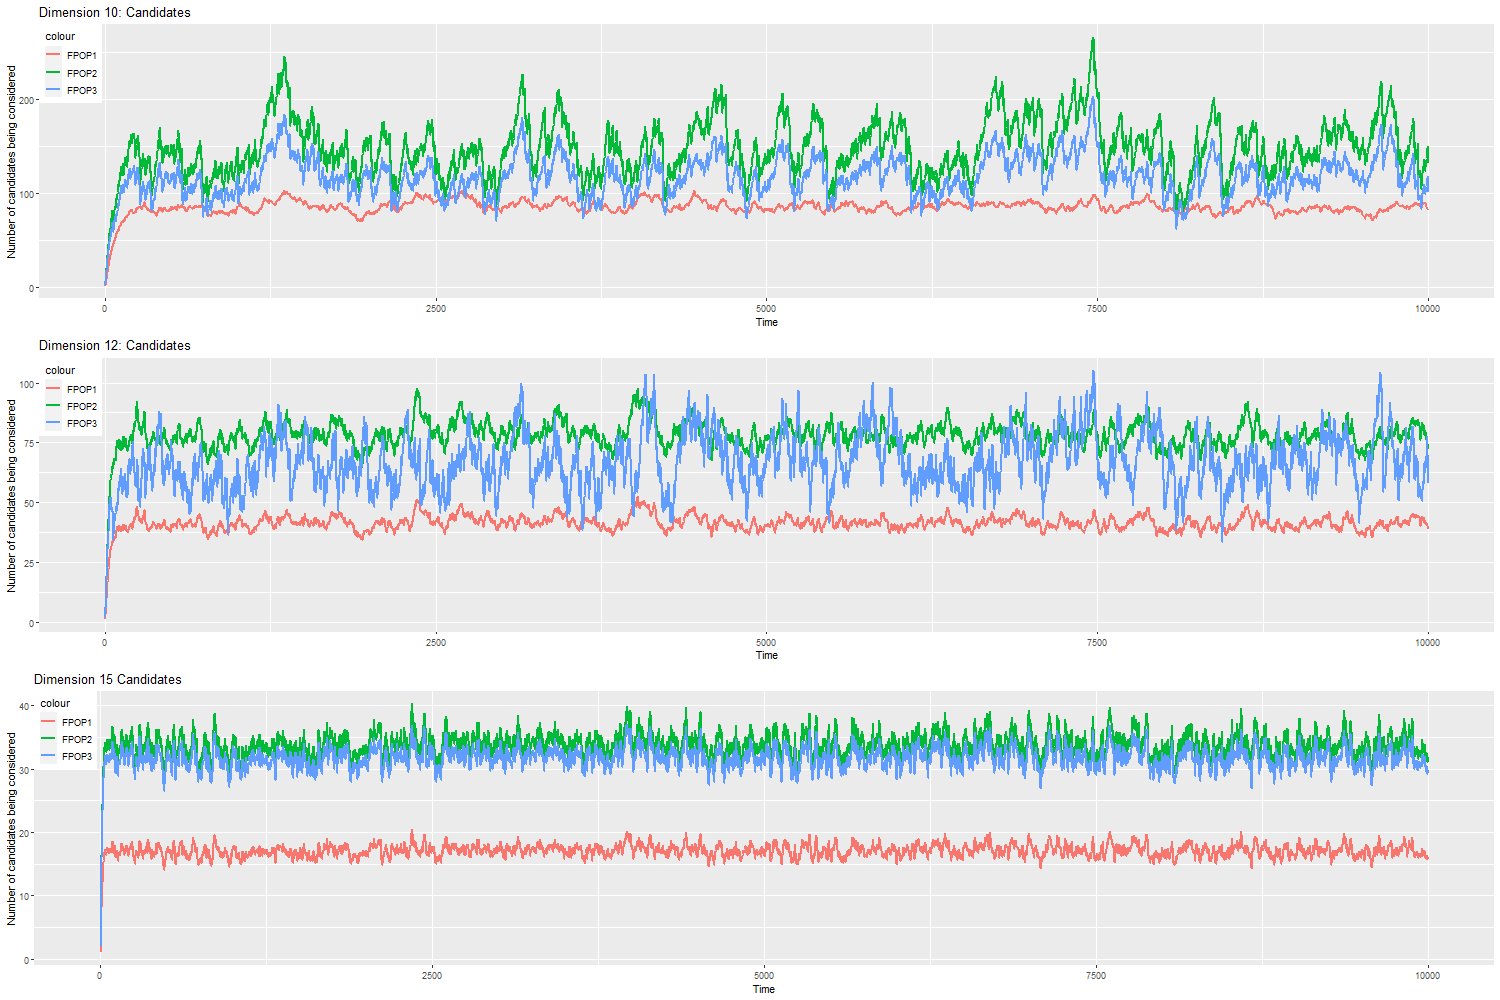 Dimension 10: Candidates
colour
FPOP1
FPOP2
FPOP3
Number of candidates being considered
200
100
0
0 2500 5000 7500 10000
Time
Dimension 12: Candidates
colour
FPOP1
FPOP2
FPOP3
Number of candidates being considered
100
75
50
25
0
0 2500 5000 7500 10000
Time
Dimension 15 Candidates
colour
FPOP1
FPOP2
FPOP3
Number of candidates being considered
40
30
20
10
0
0 2500 5000 7500 10000
Time